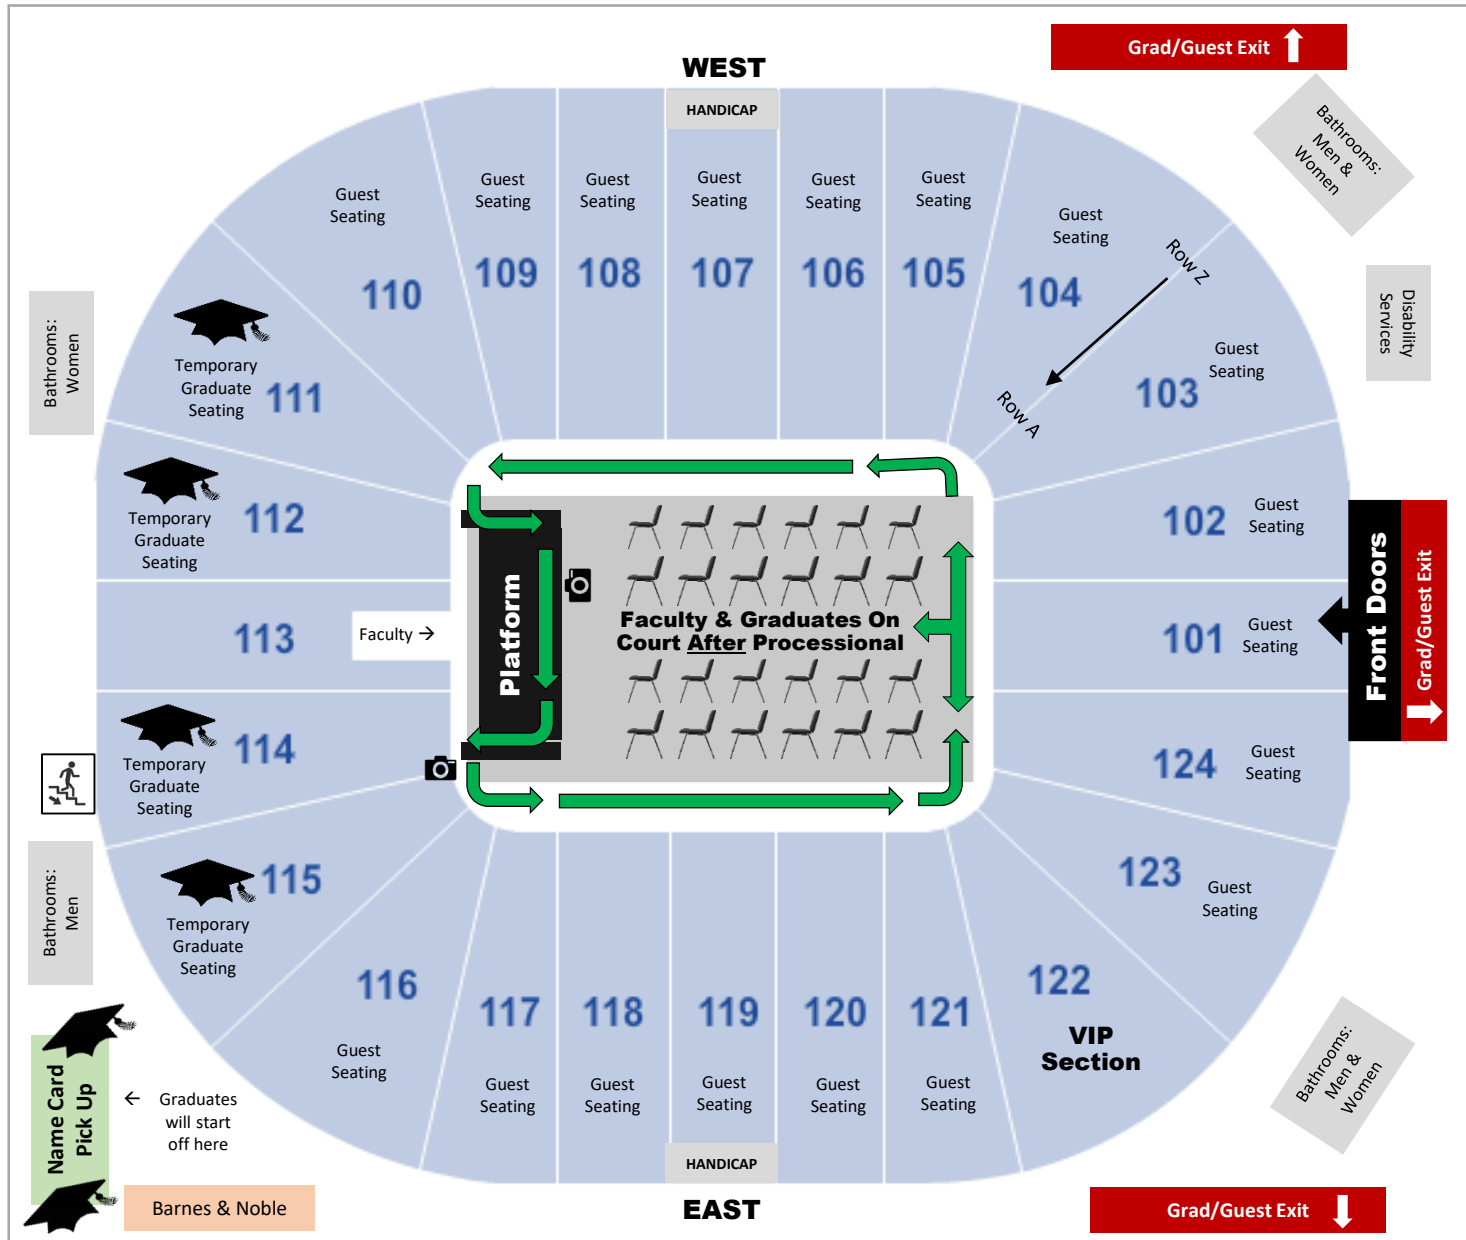 Grad/Guest Exit
WEST
HANDICAP
Bathrooms:
Men &
Women
Guest
Seating
110
Guest
Seating
109
Guest
Seating
108
Guest
Seating
107
Guest
Seating
106
Guest
Seating
105
Guest
Seating
104
Row Z
Row A
Disability
Services
Guest
Seating
103
Bathrooms:
Women
Temporary
Graduate
Seating
111
Temporary
Graduate
Seating
112
Guest
Seating
102
113
Faculty →
Platform
Faculty & Graduates On
Court After Processional
Guest
Seating
101
Front Doors
Grad/Guest Exit
Temporary
Graduate
Seating
114
Guest
Seating
124
Bathrooms:
Men
Temporary
Graduate
Seating
115
Guest
Seating
123
116
Guest
Seating
117
Guest
Seating
118
Guest
Seating
119
Guest
Seating
120
Guest
Seating
121
Guest
Seating
122
VIP
Section
Bathrooms:
Men &
Women
Name Card
Pick Up
← Graduates
will start
off here
Barnes & Noble
HANDICAP
EAST
Grad/Guest Exit